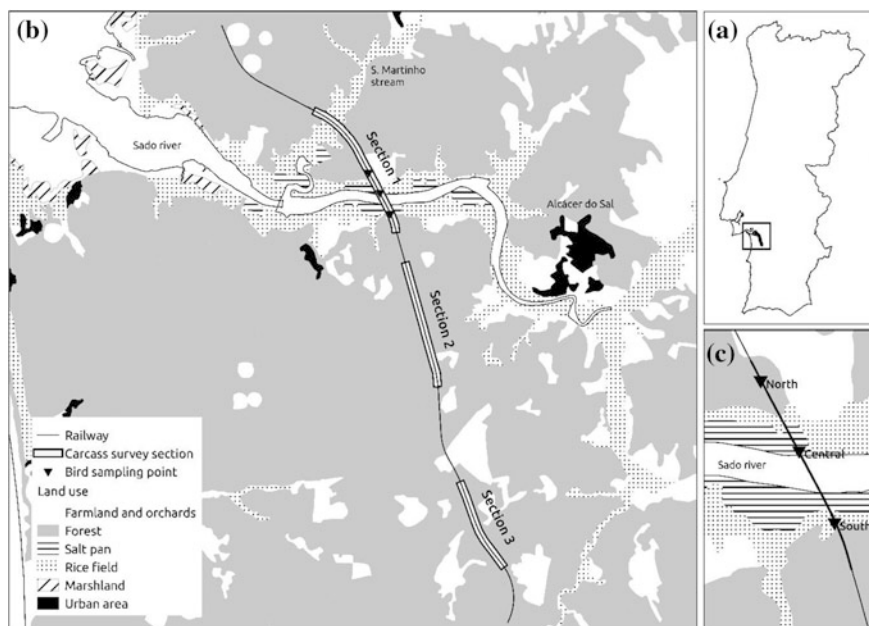 (b)
S. Martinho
stream
Sado river
Section 1
Alcácer do Sal
Section 2
Section 3
Railway
Carcass survey section
Bird sampling point
Land use
Farmland and orchards
Forest
Salt pan
Rice field
Marshland
Urban area
(a)
(c)
North
Central
Sado river
South